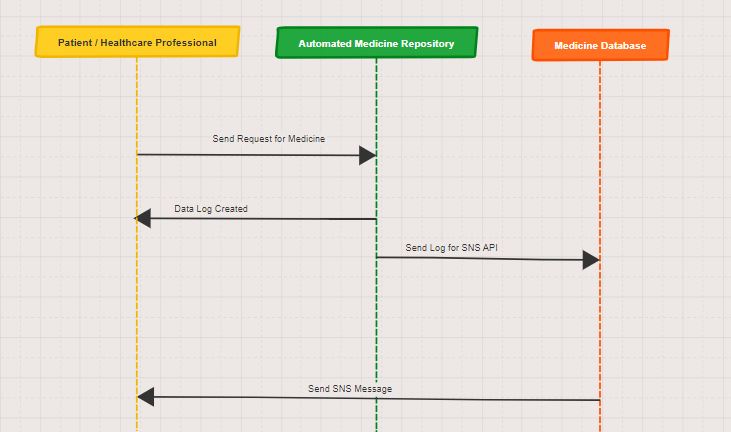 Patient / Healthcare Professional
Automated Medicine Repository
Medicine Database
Send Request for Medicine
Data Log Created
Send Log for SNS API
Send SNS Message